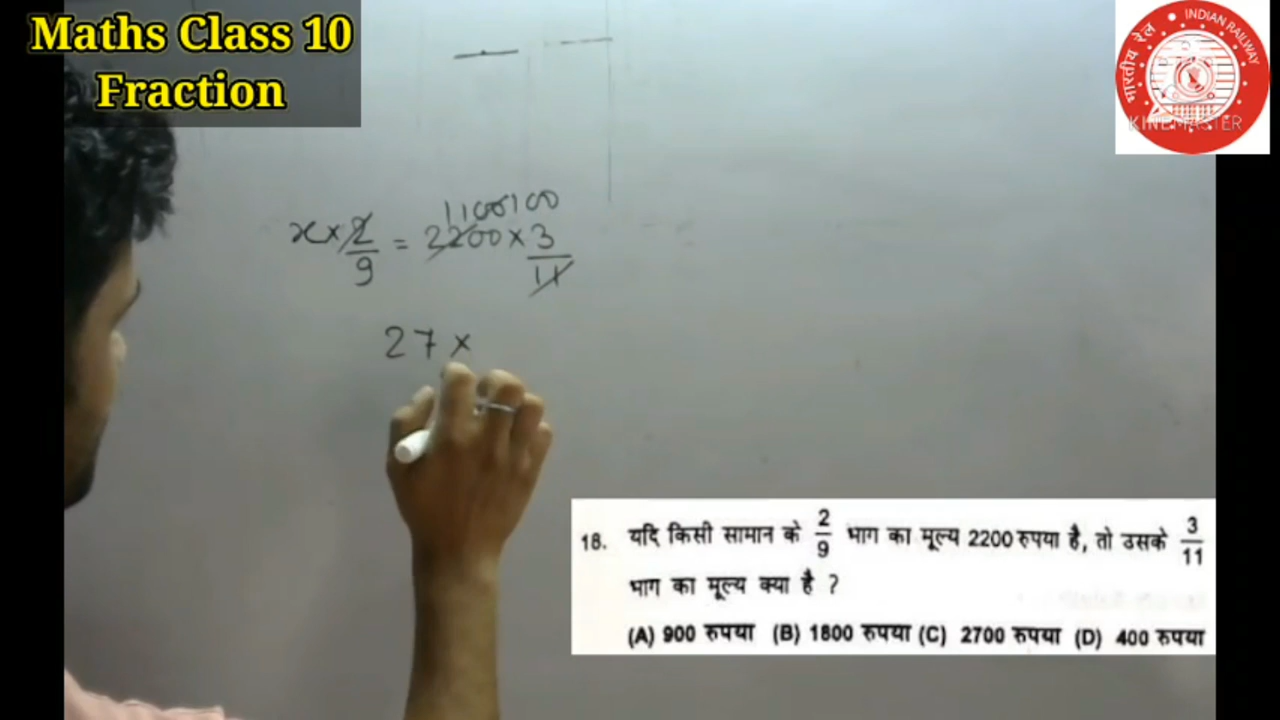 Maths Class 10
Fraction
भारतीय रेल
INDIAN RAILWAY
KINEMASTER
1100 100
x × 2/9 = 2200 × 3/11
27 ×
18. यदि किसी सामान के 2/9 भाग का मूल्य 2200 रुपया है, तो उसके 3/11
भाग का मूल्य क्या है ?
(A) 900 रुपया (B) 1800 रुपया (C) 2700 रुपया (D) 400 रुपया